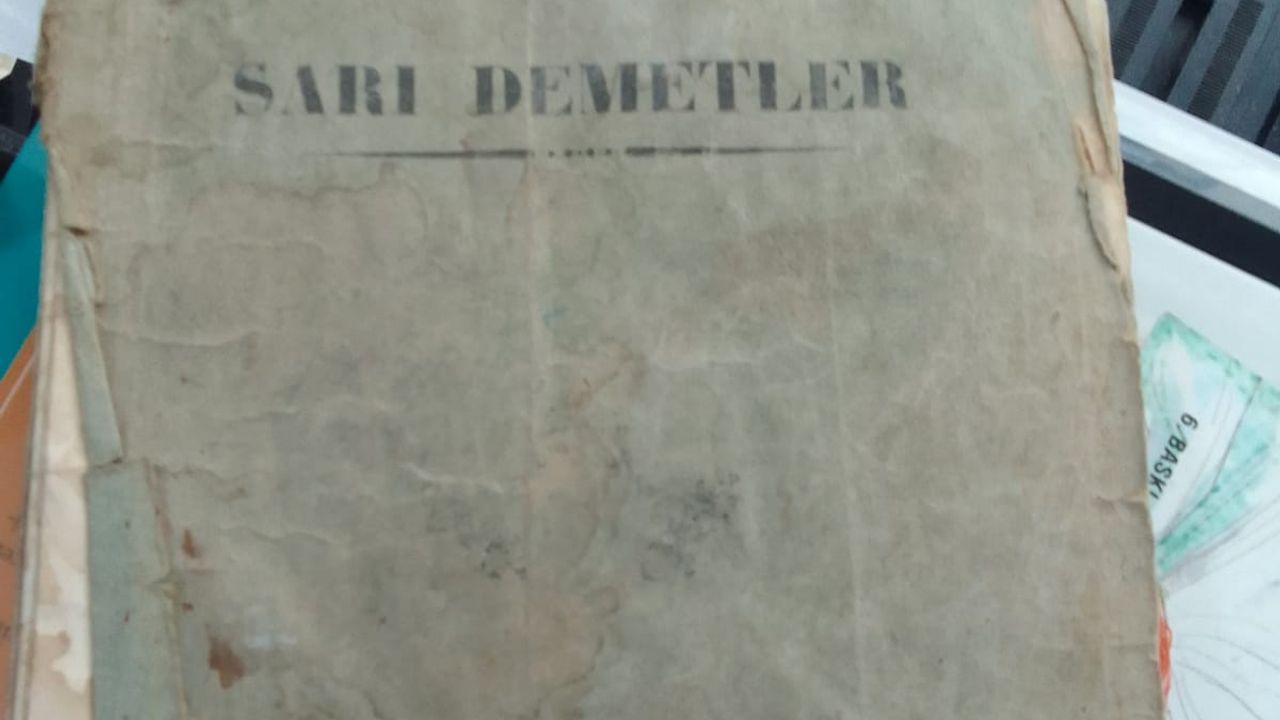 SARI DEMETLER
6. BASKI